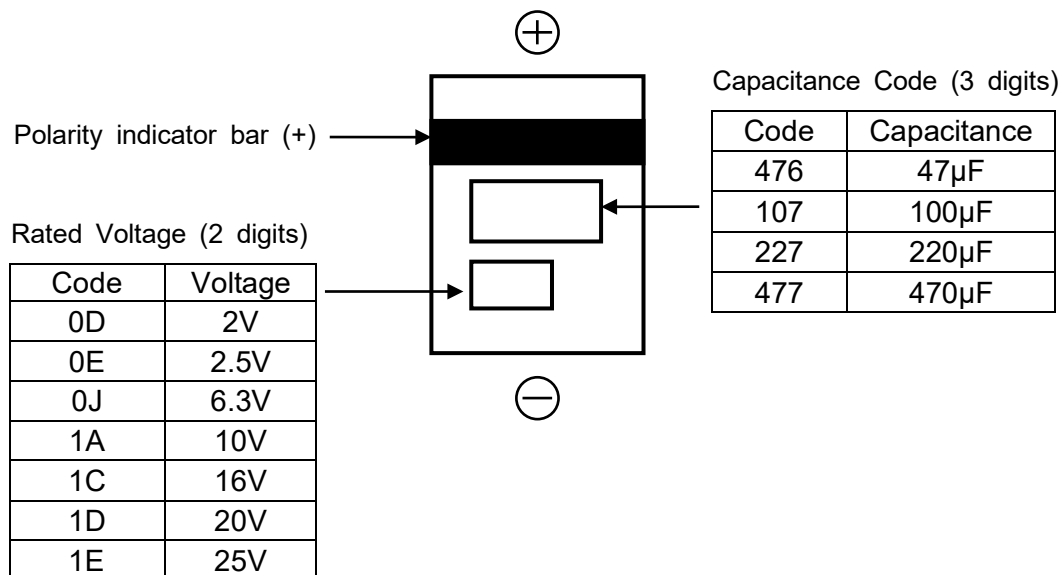 ⊕
Capacitance Code (3 digits)
Code Capacitance
476 47µF
107 100µF
227 220µF
477 470µF
Polarity indicator bar (+)
Rated Voltage (2 digits)
Code Voltage
0D 2V
0E 2.5V
0J 6.3V
1A 10V
1C 16V
1D 20V
1E 25V
⊖